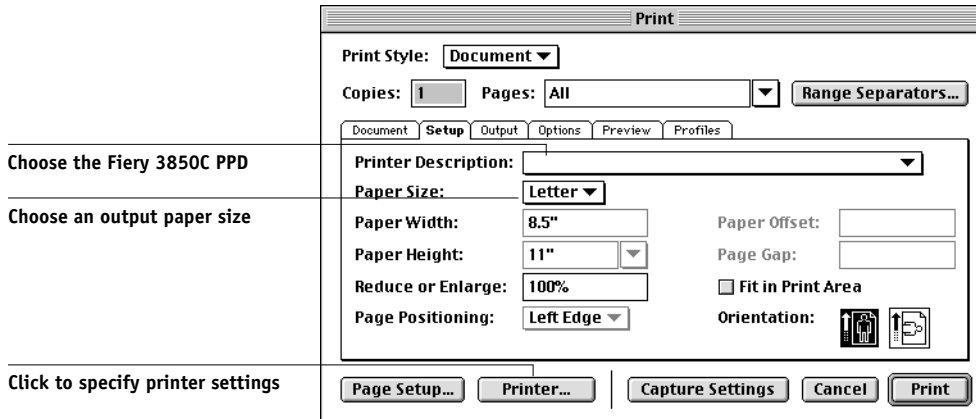 Print
Print Style: Document
Copies: 1 Pages: All Range Separators...
Document Setup Output Options Preview Profiles
Choose the Fiery 3850C PPD
Printer Description:
Paper Size: Letter
Choose an output paper size
Paper Width: 8.5" Paper Offset:
Paper Height: 11" Page Gap:
Reduce or Enlarge: 100% Fit in Print Area
Page Positioning: Left Edge Orientation:
Click to specify printer settings
Page Setup... Printer... Capture Settings Cancel Print